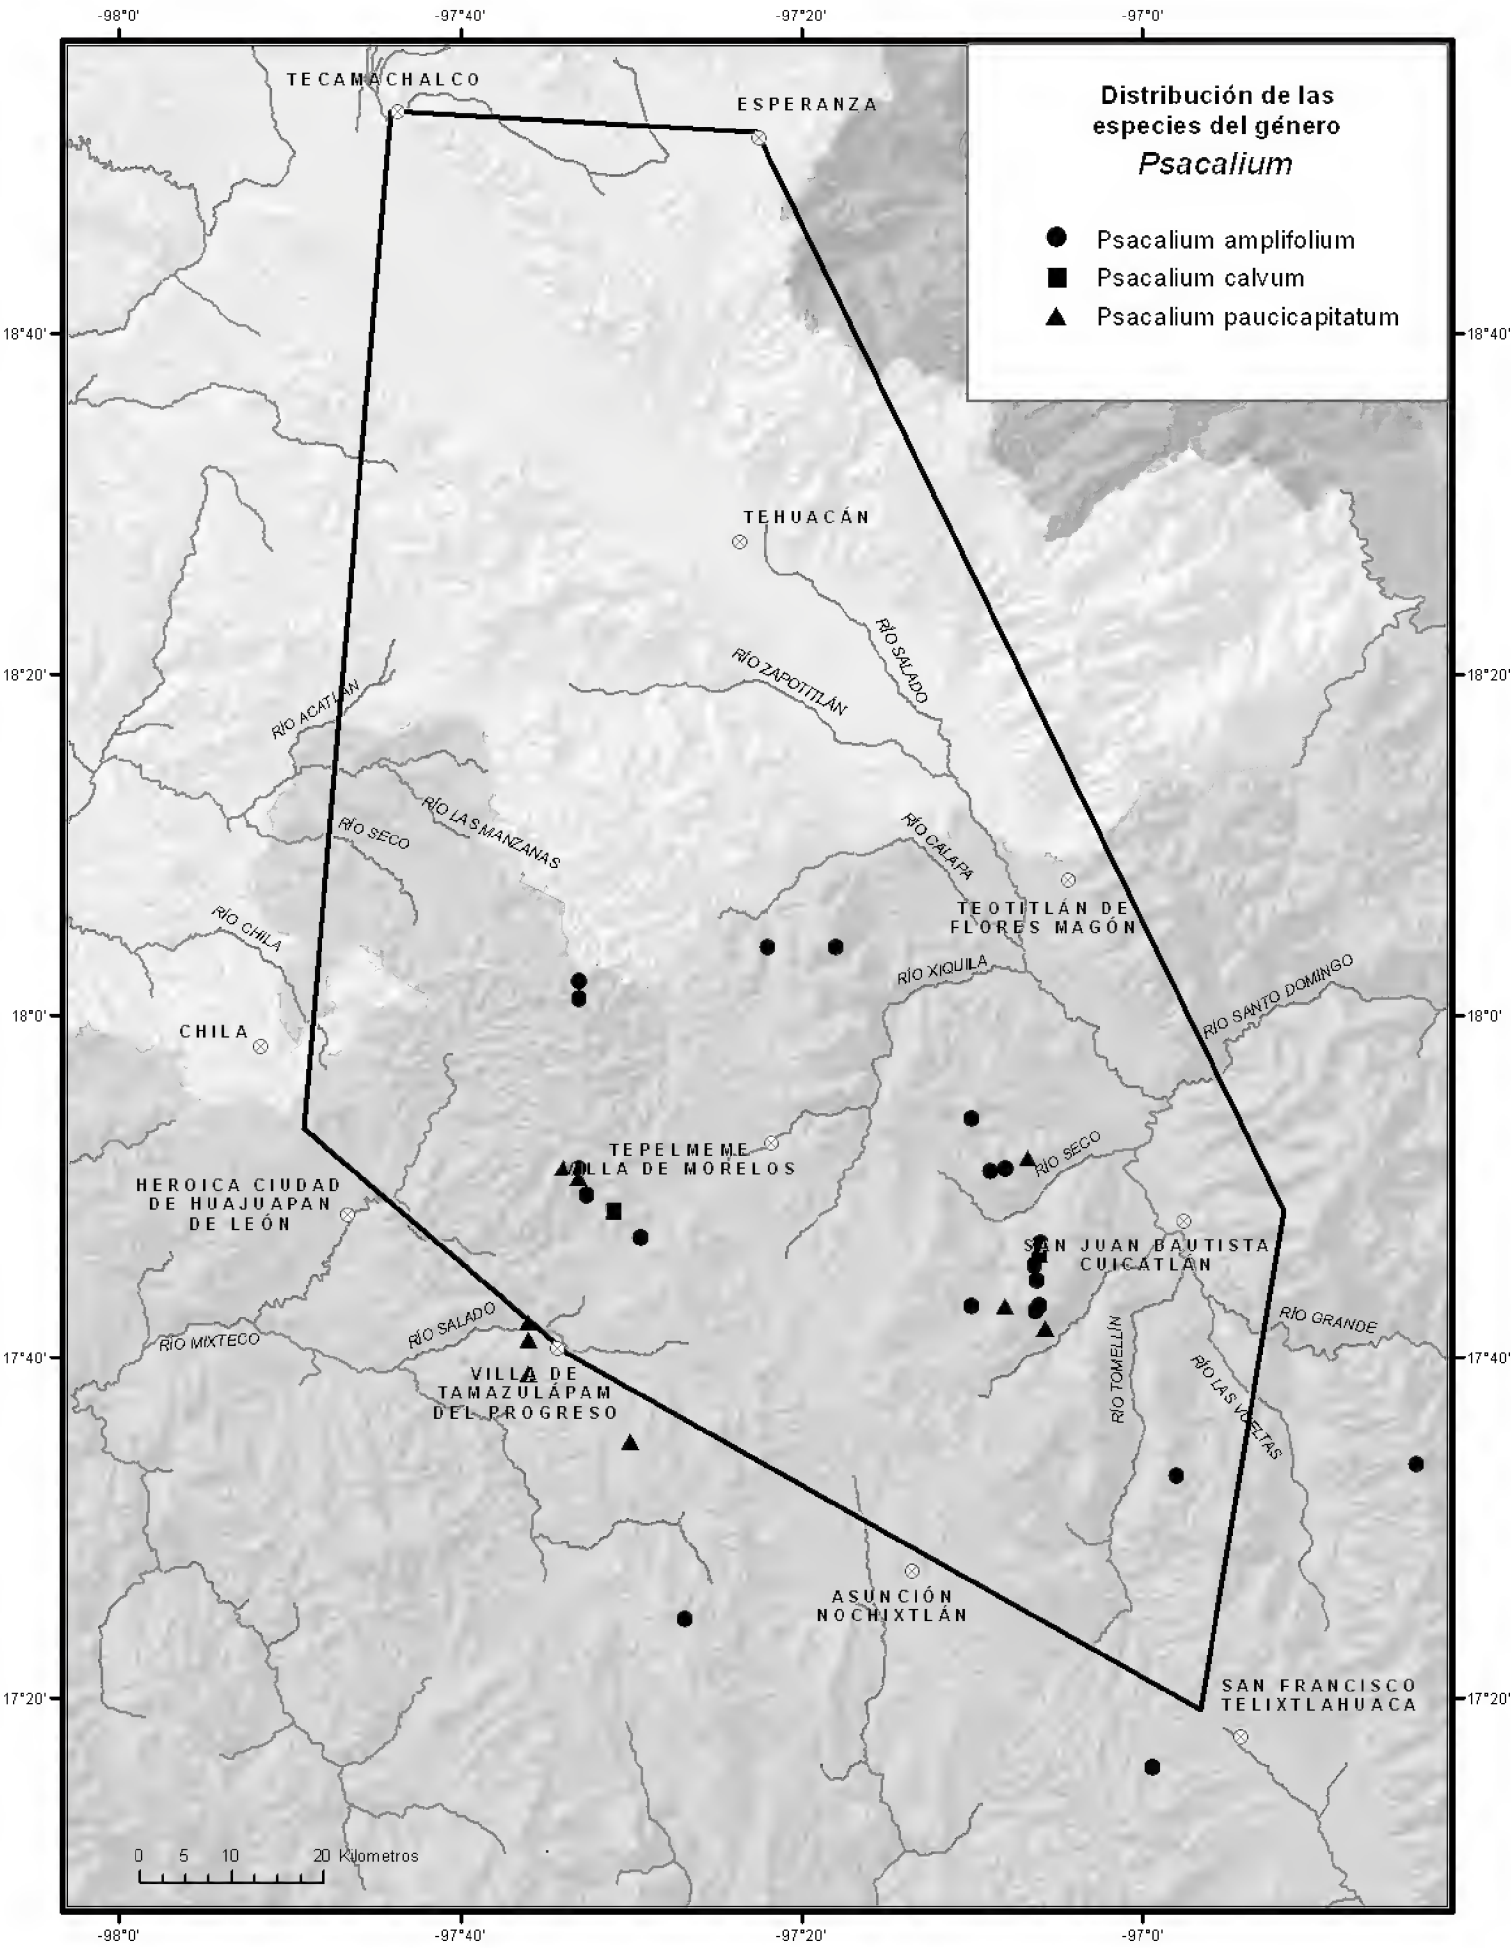 -98°0'
-97°40'
-97°20'
-97°0'
TECAMACHALCO
ESPERANZA
Distribución de las
especies del género
Psacalium
Psacalium amplifolium
Psacalium calvum
Psacalium paucicapitatum
18°40'
18°40'
TEHUACÁN
RÍO SALADO
RÍO ZAPOTITLÁN
18°20'
18°20'
RÍO ACATLÁN
RÍO LAS MANZANAS
RÍO SECO
RÍO CALAPA
TEOTITLÁN DE
FLORES MAGÓN
RÍO CHILA
RÍO XIQUILA
RÍO SANTO DOMINGO
18°0'
18°0'
CHILA
TEPELMEME
VILLA DE MORELOS
RÍO SECO
HEROICA CIUDAD
DE HUAJUAPAN
DE LEÓN
SAN JUAN BAUTISTA
CUICATLÁN
RÍO SALADO
RÍO MIXTECO
RÍO GRANDE
17°40'
17°40'
VILLA DE
TAMAZULÁPAM
DEL PROGRESO
RÍO TOMELLÍN
RÍO LAS VUELTAS
ASUNCIÓN
NOCHIXTLÁN
17°20'
17°20'
SAN FRANCISCO
TELIXTLAHUACA
0 5 10 20 Kilometros
-98°0'
-97°40'
-97°20'
-97°0'